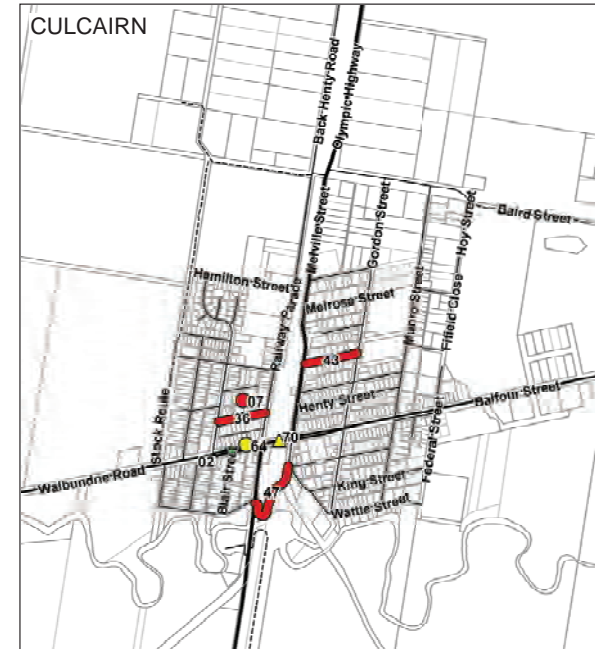 CULCAIRN
Back Henty Road
Olympic Highway
Baird Street
Hoy Street
Gordon Street
Melville Street
Hamilton Street
Melrose Street
Munro Street
Fifield Close
Railway Parade
43
Balfour Street
07
36
Henty Street
Stock Route
70
64
02
Federal Street
Walbundrie Road
Blair Street
47
King Street
Wattle Street